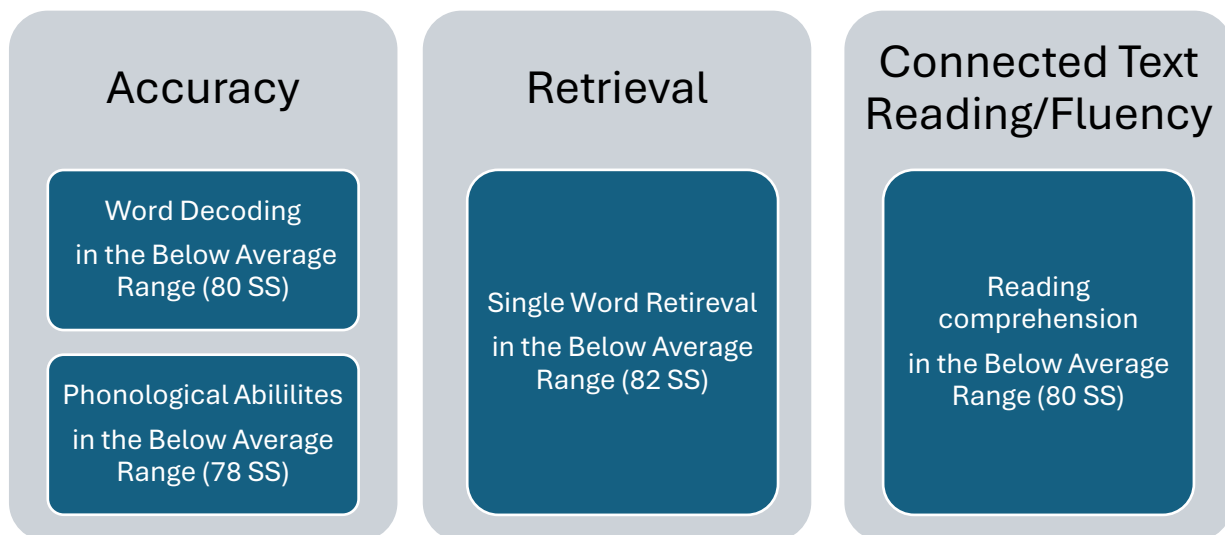 Accuracy
Word Decoding
in the Below Average
Range (80 SS)
Phonological Abililites
in the Below Average
Range (78 SS)
Retrieval
Single Word Retireval
in the Below Average
Range (82 SS)
Connected Text
Reading/Fluency
Reading
comprehension
in the Below Average
Range (80 SS)